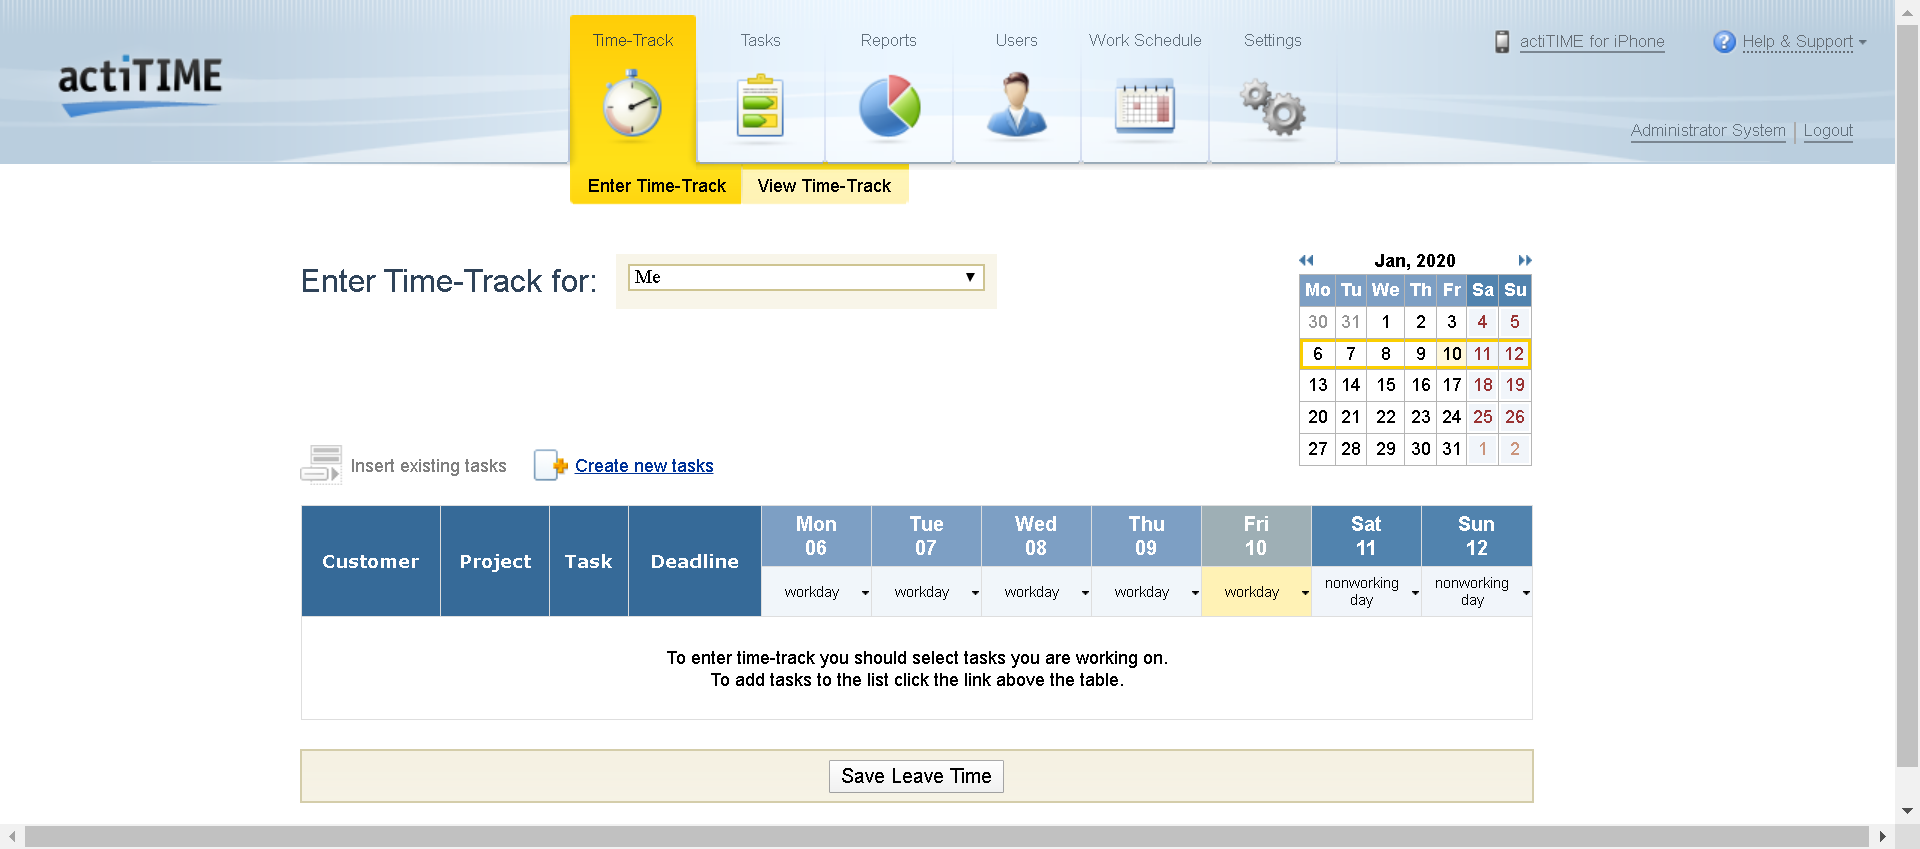 actiTIME
Time-Track
Tasks
Reports
Users
Work Schedule
Settings
actiTIME for iPhone
Help & Support
Administrator System
Logout
Enter Time-Track
View Time-Track
Enter Time-Track for:
Me
Jan, 2020
Mo Tu We Th Fr Sa Su
30 31 1 2 3 4 5
6 7 8 9 10 11 12
13 14 15 16 17 18 19
20 21 22 23 24 25 26
27 28 29 30 31 1 2
Insert existing tasks
Create new tasks
Customer Project Task Deadline
Mon Tue Wed Thu Fri Sat Sun
06 07 08 09 10 11 12
workday workday workday workday workday nonworking day nonworking day
To enter time-track you should select tasks you are working on.
To add tasks to the list click the link above the table.
Save Leave Time